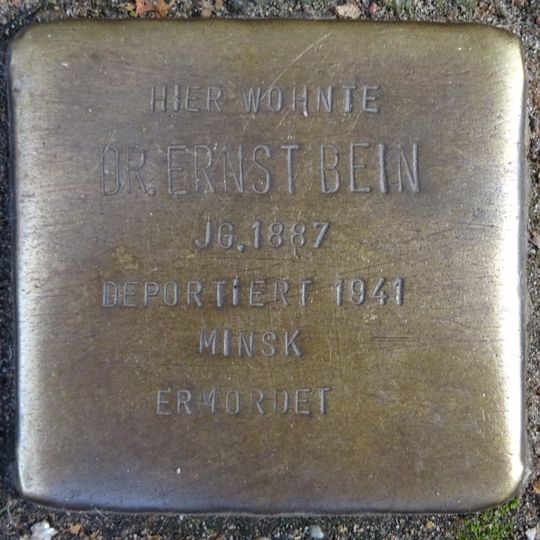 HIER WOHNTE
DR. ERNST BEIN
JG. 1887
DEPORTIERT 1941
MINSK
ERMORDET